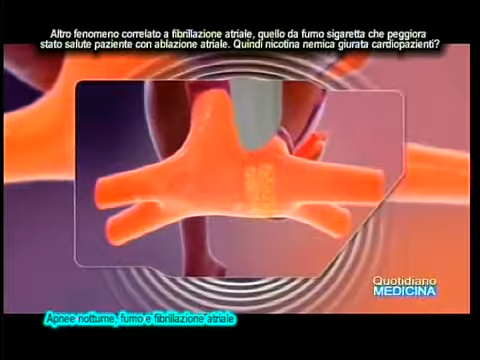 Altro fenomeno correlato a fibrillazione atriale, quello da fumo sigaretta che peggiora
stato salute paziente con ablazione atriale. Quindi nicotina nemica giurata cardiopazienti?
Quotidiano
MEDICINA
Apnee notturne, fumo e fibrillazione atriale